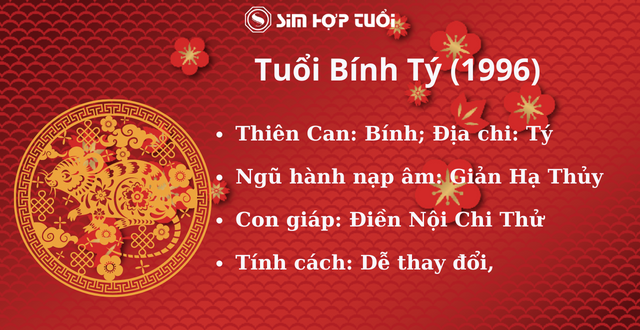 SIM HỢP TUỔI
Tuổi Bính Tý (1996)
• Thiên Can: Bính; Địa chi: Tý
• Ngũ hành nạp âm: Giản Hạ Thủy
• Con giáp: Điền Nội Chi Thử
• Tính cách: Dễ thay đổi,